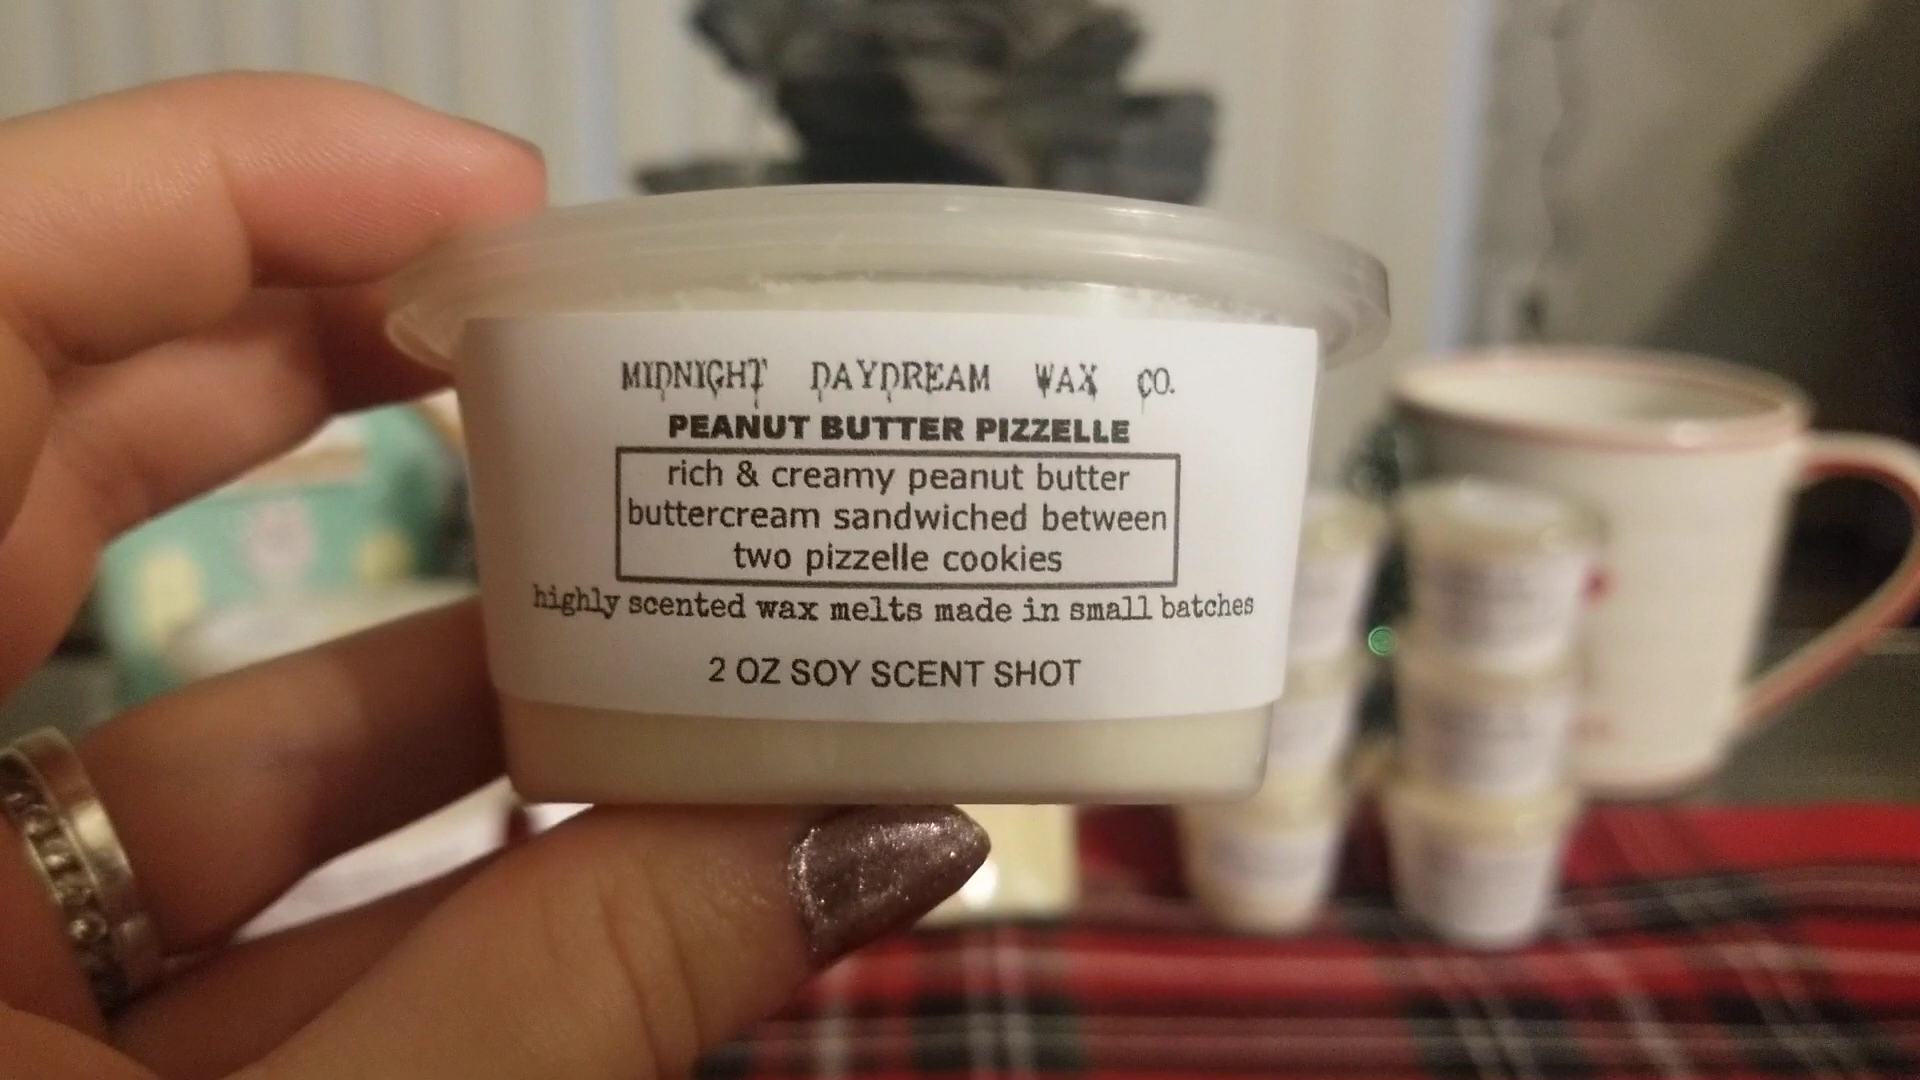 MIDNIGHT DAYDREAM WAX CO.
PEANUT BUTTER PIZZELLE
rich & creamy peanut butter
buttercream sandwiched between
two pizzelle cookies
highly scented wax melts made in small batches
2 OZ SOY SCENT SHOT